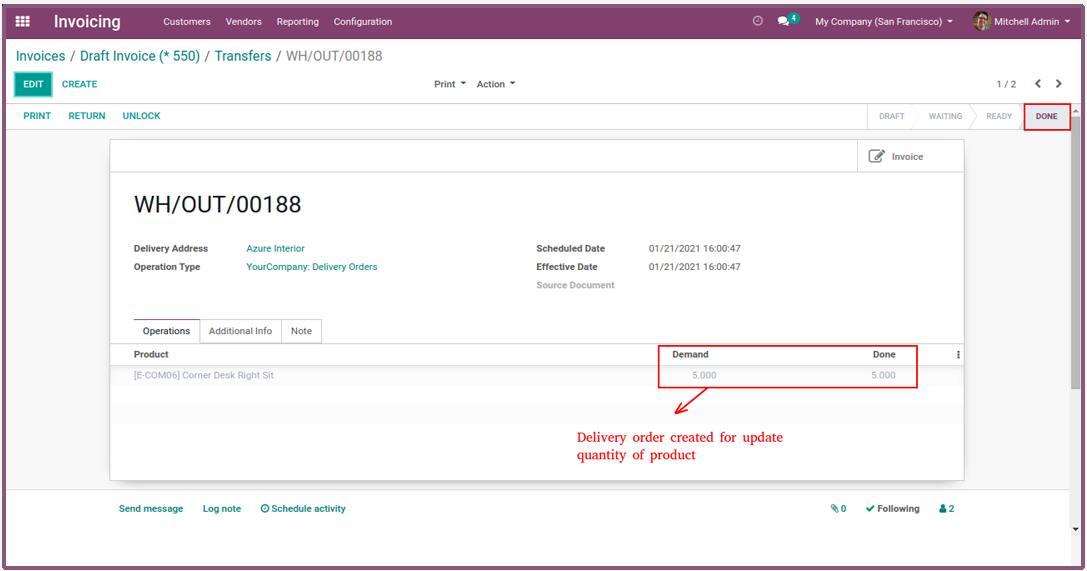 Invoicing Customers Vendors Reporting Configuration 4 My Company (San Francisco) Mitchell Admin
Invoices / Draft Invoice (* 550) / Transfers / WH/OUT/00188
EDIT CREATE Print Action 1 / 2
PRINT RETURN UNLOCK DRAFT WAITING READY DONE
Invoice
WH/OUT/00188
Delivery Address Azure Interior Scheduled Date 01/21/2021 16:00:47
Operation Type YourCompany: Delivery Orders Effective Date 01/21/2021 16:00:47
Source Document
Operations Additional Info Note
Product Demand Done
[E-COM06] Corner Desk Right Sit 5.000 5.000
Delivery order created for update
quantity of product
Send message Log note Schedule activity 0 Following 2